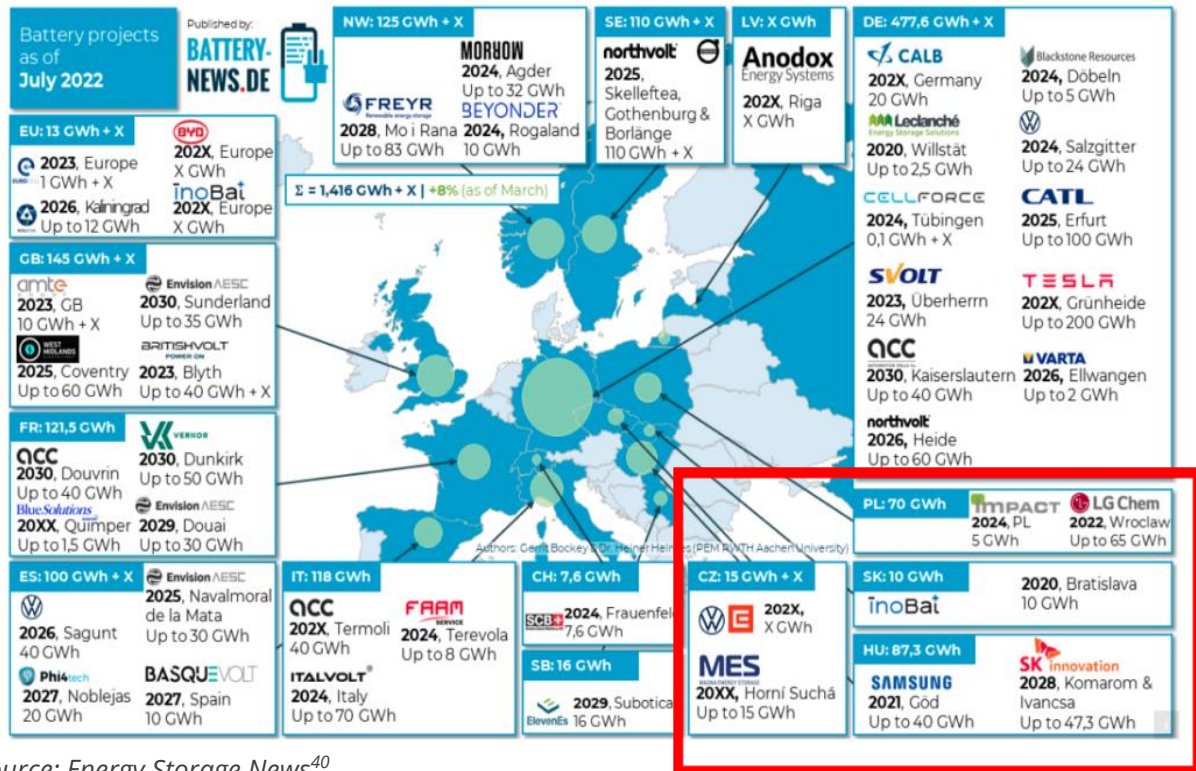 Battery projects
as of
July 2022
Published by:
BATTERY-
NEWS.DE
NW: 125 GWh + X
MORROW
2024, Agder
Up to 32 GWh
FREYR
Renewable energy storage
2028, Mo i Rana
Up to 83 GWh
BEYONDER
2024, Rogaland
10 GWh
SE: 110 GWh + X
northvolt
2025,
Skelleftea,
Gothenburg &
Borlänge
110 GWh + X
LV: X GWh
Anodox
Energy Systems
202X, Riga
X GWh
DE: 477,6 GWh + X
CALB
202X, Germany
20 GWh
Blackstone Resources
2024, Döbeln
Up to 5 GWh
Leclanché
Energy Storage Solutions
2020, Willstät
Up to 2,5 GWh
2024, Salzgitter
Up to 24 GWh
CELLFORCE
2024, Tübingen
0,1 GWh + X
CATL
2025, Erfurt
Up to 100 GWh
SVOLT
2023, Überherrn
24 GWh
TESLA
202X, Grünheide
Up to 200 GWh
acc
2030, Kaiserslautern
Up to 40 GWh
VARTA
2026, Ellwangen
Up to 2 GWh
northvolt
2026, Heide
Up to 60 GWh
EU: 13 GWh + X
2023, Europe
1 GWh + X
BYD
202X, Europe
X GWh
2026, Kaliningrad
Up to 12 GWh
inoBat
202X, Europe
X GWh
Σ = 1,416 GWh + X | +8% (as of March)
GB: 145 GWh + X
amte
2023, GB
10 GWh + X
Envision AESC
2030, Sunderland
Up to 35 GWh
WEST
MIDLANDS
2025, Coventry
Up to 60 GWh
BRITISHVOLT
POWER ON
2023, Blyth
Up to 40 GWh + X
FR: 121,5 GWh
acc
2030, Douvrin
Up to 40 GWh
VERKOR
2030, Dunkirk
Up to 50 GWh
BlueSolutions
20XX, Quimper
Up to 1,5 GWh
Envision AESC
2029, Douai
Up to 30 GWh
ES: 100 GWh + X
2026, Sagunt
40 GWh
Envision AESC
2025, Navalmoral
de la Mata
Up to 30 GWh
Phi4tech
2027, Noblejas
20 GWh
BASQUEVOLT
2027, Spain
10 GWh
Authors: Gerrit Bockey & Dr. Heiner Heimes (PEM RWTH Aachen University)
IT: 118 GWh
acc
202X, Termoli
40 GWh
FAAM
SERVICE
2024, Terevola
Up to 8 GWh
ITALVOLT
2024, Italy
Up to 70 GWh
CH: 7,6 GWh
SCB
2024, Frauenfel
7,6 GWh
SB: 16 GWh
ElevenEs
2029, Subotica
16 GWh
CZ: 15 GWh + X
202X,
X GWh
MES
MAGNA ENERGY STORAGE
20XX, Horní Suchá
Up to 15 GWh
PL: 70 GWh
IMPACT
2024, PL
5 GWh
LG Chem
2022, Wroclaw
Up to 65 GWh
SK: 10 GWh
inoBat
2020, Bratislava
10 GWh
HU: 87,3 GWh
SAMSUNG
2021, Göd
Up to 40 GWh
SK innovation
2028, Komarom &
Ivancsa
Up to 47,3 GWh
ource: Energy Storage News40